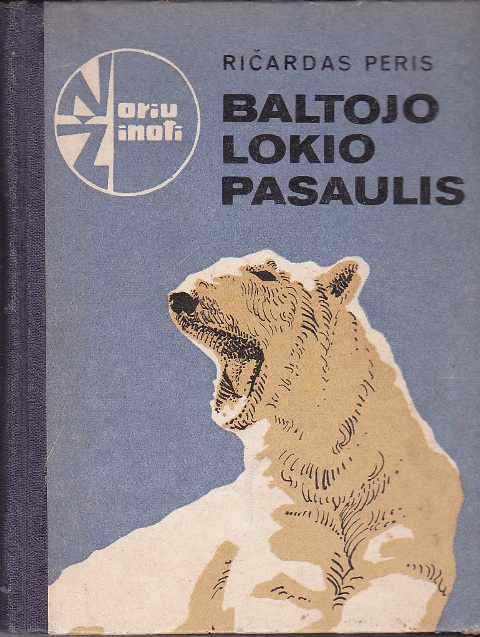 RIČARDAS PERIS
BALTOJO
LOKIO
PASAULIS
Noriu
Žinoti